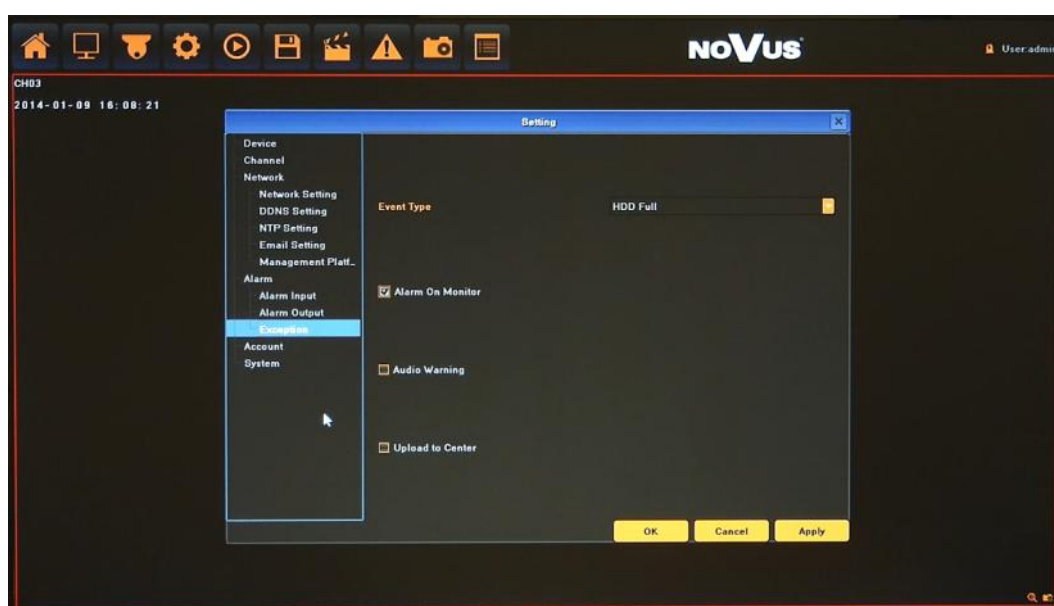 NOVUS
User:admi
CH03
2014-01-09 16:08:21
Setting
Device
Channel
Network
Network Setting
DDNS Setting
NTP Setting
Email Setting
Management Platf_
Alarm
Alarm Input
Alarm Output
Exception
Account
System
Event Type
HDD Full
Alarm On Monitor
Audio Warning
Upload to Center
OK
Cancel
Apply